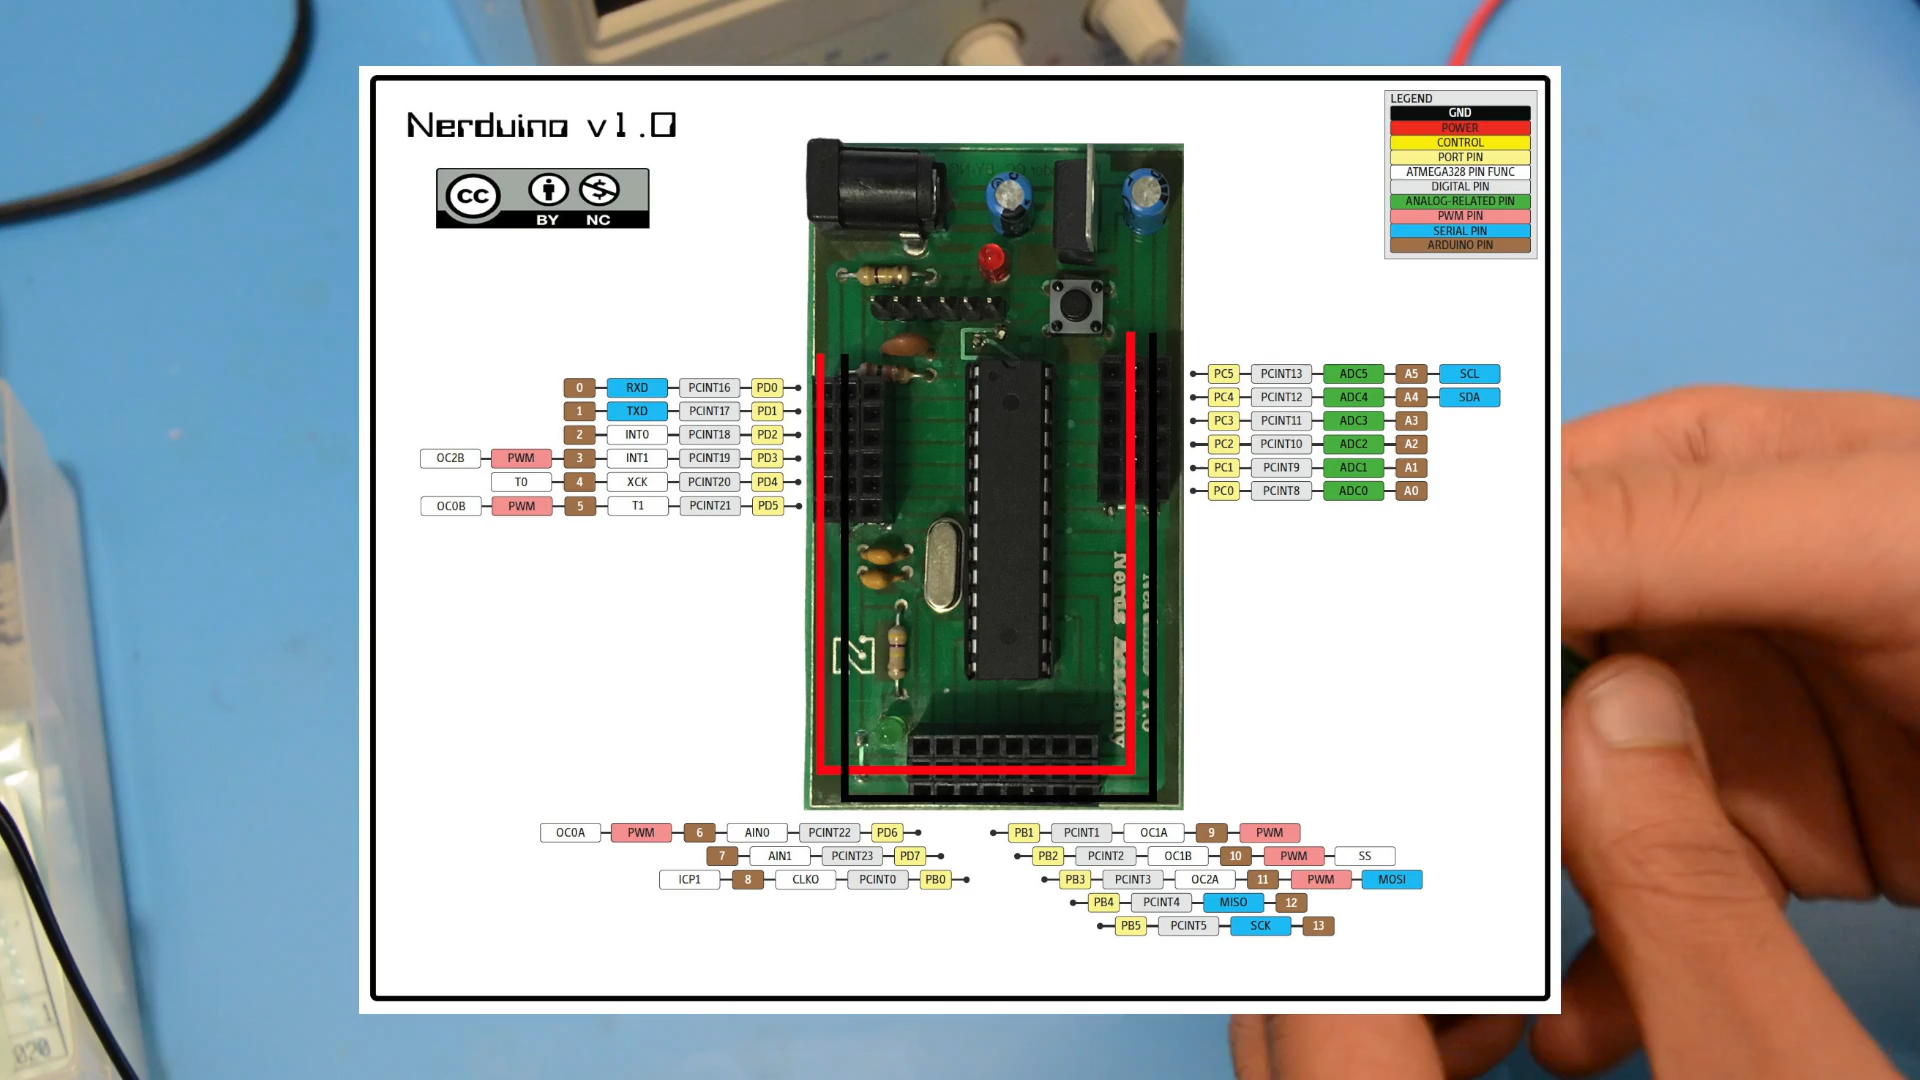 Nerduino v1.0
cc BY NC
LEGEND
GND
POWER
CONTROL
PORT PIN
ATMEGA328 PIN FUNC
DIGITAL PIN
ANALOG-RELATED PIN
PWM PIN
SERIAL PIN
ARDUINO PIN
0 RXD PCINT16 PD0
1 TXD PCINT17 PD1
2 INT0 PCINT18 PD2
OC2B PWM 3 INT1 PCINT19 PD3
T0 4 XCK PCINT20 PD4
OC0B PWM 5 T1 PCINT21 PD5
PC5 PCINT13 ADC5 A5 SCL
PC4 PCINT12 ADC4 A4 SDA
PC3 PCINT11 ADC3 A3
PC2 PCINT10 ADC2 A2
PC1 PCINT9 ADC1 A1
PC0 PCINT8 ADC0 A0
OC0A PWM 6 AIN0 PCINT22 PD6
7 AIN1 PCINT23 PD7
ICP1 8 CLKO PCINT0 PB0
PB1 PCINT1 OC1A 9 PWM
PB2 PCINT2 OC1B 10 PWM SS
PB3 PCINT3 OC2A 11 PWM MOSI
PB4 PCINT4 MISO 12
PB5 PCINT5 SCK 13
020